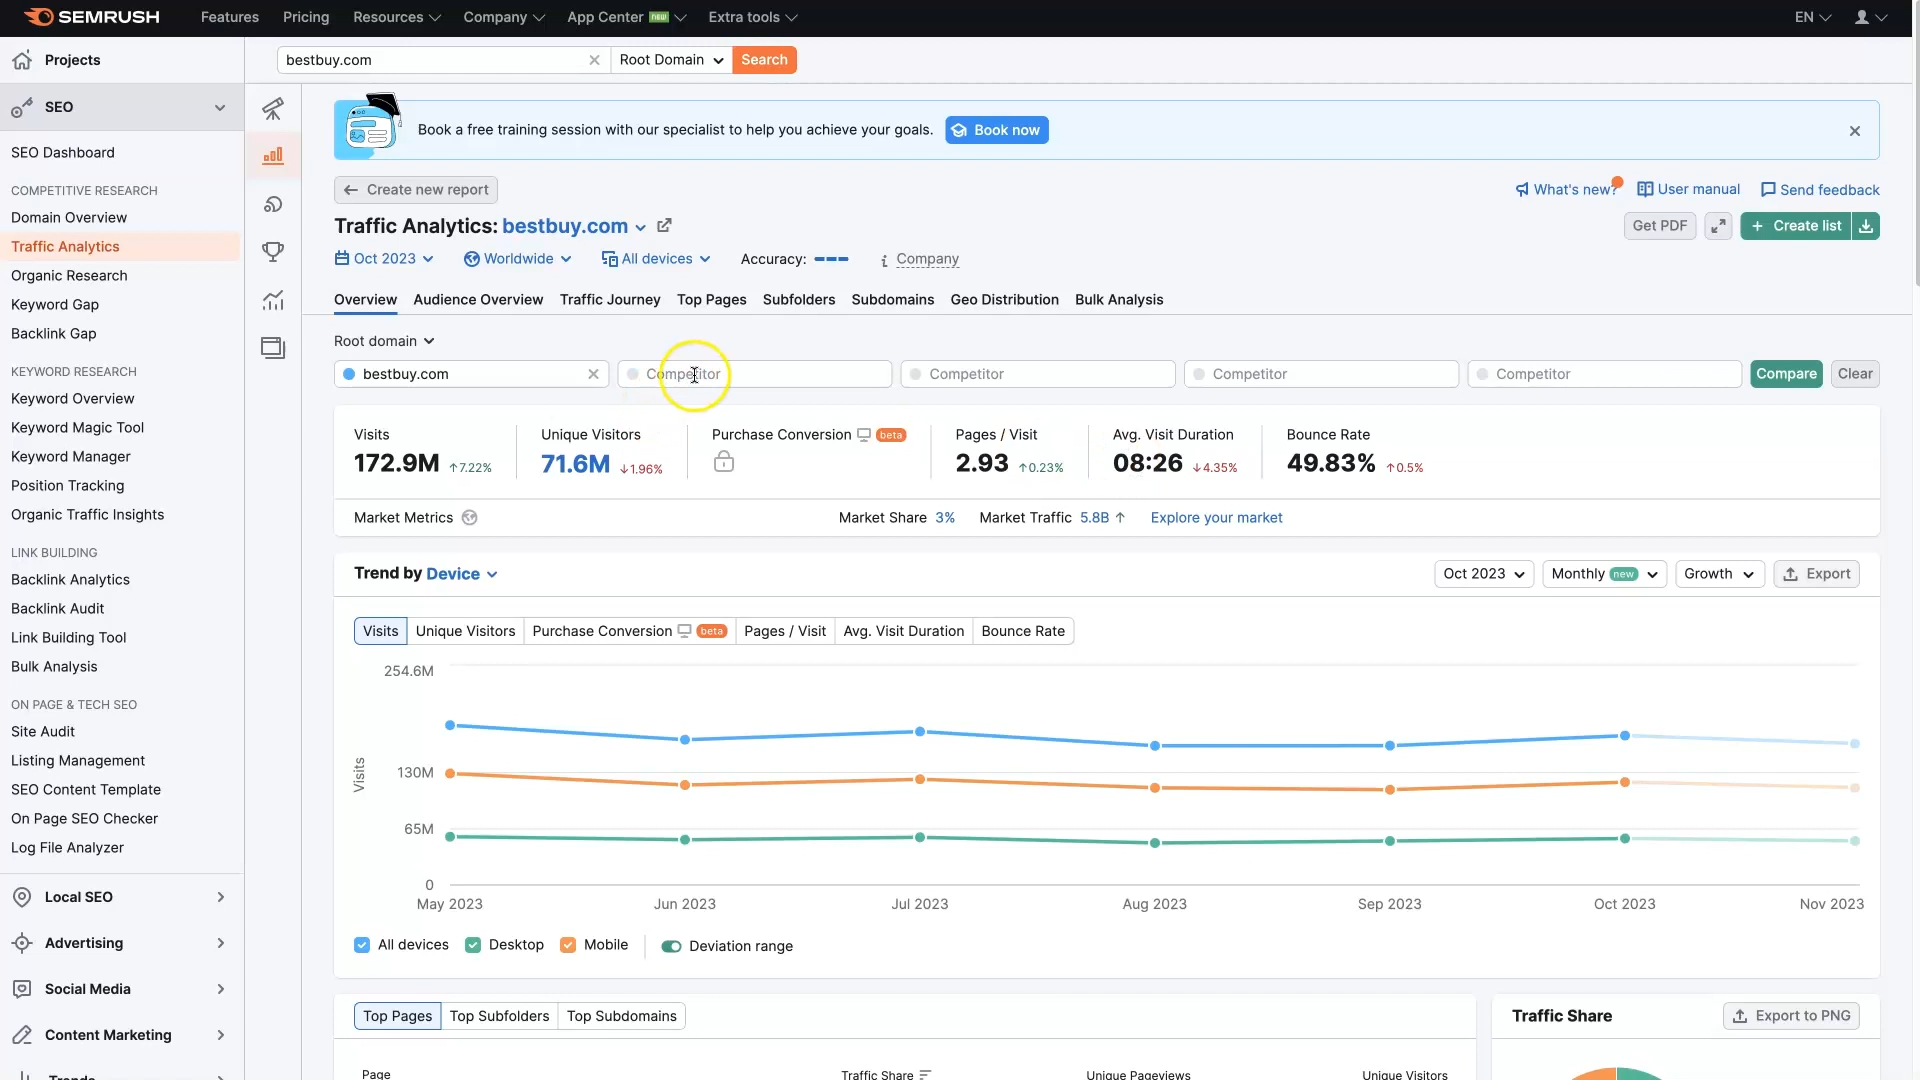 SEMRUSH
Features
Pricing
Resources
Company
App Center new
Extra tools
EN
Projects
bestbuy.com
Root Domain
Search
SEO
Book a free training session with our specialist to help you achieve your goals.
Book now
SEO Dashboard
COMPETITIVE RESEARCH
Domain Overview
Traffic Analytics
Organic Research
Keyword Gap
Backlink Gap
KEYWORD RESEARCH
Keyword Overview
Keyword Magic Tool
Keyword Manager
Position Tracking
Organic Traffic Insights
LINK BUILDING
Backlink Analytics
Backlink Audit
Link Building Tool
Bulk Analysis
ON PAGE & TECH SEO
Site Audit
Listing Management
SEO Content Template
On Page SEO Checker
Log File Analyzer
Local SEO
Advertising
Social Media
Content Marketing
Trends
Create new report
What's new?
User manual
Send feedback
Traffic Analytics: bestbuy.com
Get PDF
+ Create list
Oct 2023
Worldwide
All devices
Accuracy:
i Company
Overview
Audience Overview
Traffic Journey
Top Pages
Subfolders
Subdomains
Geo Distribution
Bulk Analysis
Root domain
bestbuy.com
Competitor
Competitor
Competitor
Competitor
Compare
Clear
Visits
172.9M ↑7.22%
Unique Visitors
71.6M ↓1.96%
Purchase Conversion beta
Pages / Visit
2.93 ↑0.23%
Avg. Visit Duration
08:26 ↓4.35%
Bounce Rate
49.83% ↑0.5%
Market Metrics
Market Share 3%
Market Traffic 5.8B ↑
Explore your market
Trend by Device
Oct 2023
Monthly new
Growth
Export
Visits
Unique Visitors
Purchase Conversion beta
Pages / Visit
Avg. Visit Duration
Bounce Rate
254.6M
130M
65M
0
Visits
May 2023
Jun 2023
Jul 2023
Aug 2023
Sep 2023
Oct 2023
Nov 2023
All devices
Desktop
Mobile
Deviation range
Top Pages
Top Subfolders
Top Subdomains
Traffic Share
Export to PNG
Page
Traffic Share
Unique Pageviews
Unique Visitors